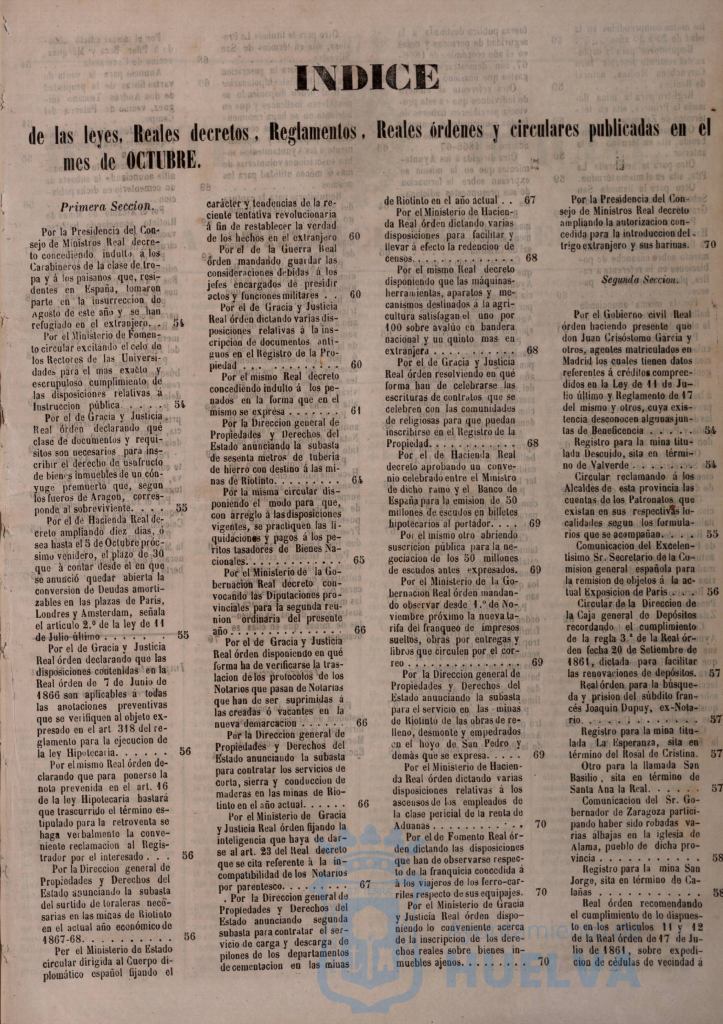 INDICE
de las leyes, Reales decretos, Reglamentos, Reales órdenes y circulares publicadas en el
mes de OCTUBRE.
Primera Seccion.
Por la Presidencia del Con-
sejo de Ministros Real decre-
to concediendo indulto á los
Carabineros de la clase de tro-
pa y á los paisanos que, resi-
dentes en España, tomaron
parte en la insurreccion de
Agosto de este año y se han
refugiado en el extranjero. . 54
Por el Ministerio de Fomen-
to circular excitando el celo de
los Rectores de las Universi-
dades para el mas exacto y
escrupuloso cumplimiento de
las disposiciones relativas á
Instruccion pública. . . . . 54
Por el de Gracia y Justicia
Real órden declarando qué
clase de documentos y requi-
sitos son necesarios para ins-
cribir el derecho de usufructo
de bienes inmuebles de un cón-
yuge premuerto que, segun
los fueros de Aragon, corres-
ponde al sobreviviente. . . . 55
Por el de Hacienda Real de-
creto ampliando diez dias, ó
sea hasta el 5 de Octubre próc-
simo venidero, el plazo de 30
que á contar desde el en que
se anunció quedar abierta la
conversion de Deudas amorti-
zables en las plazas de Paris,
Londres y Amsterdam, señala
el artículo 2.º de la ley de 11
de Julio último . . . . . . 55
Por el de Gracia y Justicia
Real órden declarando que las
disposiciones contenidas en la
Real órden de 7 de Junio de
1866 son aplicables á todas
las anotaciones preventivas
que se verifiquen al objeto ex-
presado en el art 318 del re-
glamento para la ejecucion de
la ley Hipotecaria. . . . . . 56
Por el mismo Real órden de-
clarando que para ponerse la
nota prevenida en el art. 16
de la ley Hipotecaria bastará
que trascurrido el término es-
tipulado para la retroventa se
haga verbalmente la conve-
niente reclamacion al Regis-
trador por el interesado . . . 56
Por la Direccion general de
Propiedades y Derechos del
Estado anunciando la subasta
del surtido de toraleras nece-
sarias en las minas de Riotinto
en el actual año económico de
1867-68. . . . . . . . . . 56
Por el Ministerio de Estado
circular dirigida al Cuerpo di-
plomático español fijando el
carácter y tendencias de la re-
ciente tentativa revolucionaria
á fin de restablecer la verdad
de los hechos en el extranjero 60
Por el de la Guerra Real
órden mandando guardar las
consideraciones debidas á los
jefes encargados de presidir
actos y funciones militares . . 60
Por el de Gracia y Justicia
Real órden dictando varias dis-
posiciones relativas á la ins-
cripcion de documentos anti-
guos en el Registro de la Pro-
piedad . . . . . . . . . . 60
Por el mismo Real decreto
concediendo indulto á los pe-
nados en la forma que en el
mismo se expresa . . . . . . 61
Por la Direccion general de
Propiedades y Derechos del
Estado anunciando la subasta
de sesenta metros de tuberia
de hierro con destino á las mi-
nas de Riotinto. . . . . . . 64
Por la misma circular dis-
poniendo el modo para que,
con arreglo á las disposiciones
vigentes, se practiquen las li-
quidaciones y pagos á los pe-
ritos tasadores de Bienes Na-
cionales. . . . . . . . . . 65
Por el Ministerio de la Go-
bernacion Real decreto con-
vocando las Diputaciones pro-
vinciales para la segunda reu-
nion ordinaria del presente
año. . . . . . . . . . . . 66
Por el de Gracia y Justicia
Real órden disponiendo en qué
forma ha de verificarse la tras-
lacion de los protocolos de los
Notarios que pasan de Notarias
que han de ser suprimidas á
las creadas ó vacantes en la
nueva demarcacion . . . . . 66
Por la Direccion general de
Propiedades y Derechos del
Estado anunciando la subasta
para contratar los servicios de
corta, sierra y conduccion de
maderas en las minas de Rio-
tinto en el año actual. . . . . 66
Por el Ministerio de Gracia
y Justicia Real órden fijando la
inteligencia que haya de dar-
se al art. 23 del Real decreto
que se cita referente á la in-
compatibilidad de los Notarios
por parentesco. . . . . . . 67
Por la Direccion general de
Propiedades y Derechos del
Estado anunciando segunda
subasta para contratar el ser-
vicio de carga y descarga de
pilones de los departamentos
de cementacion en las minas
de Riotinto en el año actual . . 67
Por el Ministerio de Hacien-
da Real órden dictando varias
disposiciones para facilitar y
llevar á efecto la redencion de
censos. . . . . . . . . . . 68
Por el mismo Real decreto
disponiendo que las máquinas-
herramientas, aparatos y me-
canismos destinados á la agri-
cultura satisfagan el uno por
100 sobre avalúo en bandera
nacional y un quinto mas en
extranjera . . . . . . . . . 68
Por el de Gracia y Justicia
Real órden resolviendo en qué
forma han de celebrarse las
escrituras de contratos que se
celebren con las comunidades
de religiosas para que puedan
inscribirse en el Registro de la
Propiedad. . . . . . . . . . 68
Por el de Hacienda Real
decreto aprobando un conve-
nio celebrado entre el Ministro
de dicho ramo y el Banco de
España para la emision de 50
millones de escudos en billetes
hipotecarios al portador. . . . 69
Por el mismo otro abriendo
suscricion pública para la ne-
gociacion de los 50 millones
de escudos antes expresados. . 69
Por el Ministerio de la Go-
bernacion Real órden mandan-
do observar desde 1.º de No-
viembre próximo la nueva ta-
rifa del franqueo de impresos
sueltos, obras por entregas y
libros que circulen por el cor-
reo . . . . . . . . . . . . 69
Por la Direccion general de
Propiedades y Derechos del
Estado anunciando la subasta
para el servicio en las minas
de Riotinto de las obras de re-
lleno, desmonte y empedrados
en el hoyo de San Pedro y
demás que se expresa. . . . . 69
Por el Ministerio de Hacien-
da Real órden dictando varias
disposiciones relativas á los
ascensos de los empleados de
la clase pericial de la renta de
Aduanas . . . . . . . . . . 70
Por el de Fomento Real ór-
den dictando las disposiciones
que han de observarse respec-
to de la franquicia concedida á
á los viajeros de los ferro-car-
riles respecto de sus equipajes. 70
Por el Ministerio de Gracia
y Justicia Real órden dispo-
niendo lo conveniente acerca
de la inscripcion de los dere-
chos reales sobre bienes in-
muebles ajenos. . . . . . . 70
Por la Presidencia del Con-
sejo de Ministros Real decreto
ampliando la autorizacion con-
cedida para la introduccion del
trigo extranjero y sus harinas. 70
Segunda Seccion.
Por el Gobierno civil Real
órden haciendo presente que
don Juan Crisóstomo Garcia y
otros, agentes matriculados en
Madrid los cuales tienen datos
referentes á créditos compren-
didos en la Ley de 11 de Ju-
lio último y Reglamento de 17
del mismo y otros, cuya exis-
tencia desconocen algunas jun-
tas de Beneficencia . . . . . 54
Registro para la mina titu-
lada Descuido, sita en térmi-
no de Valverde . . . . . . . 54
Circular reclamando á los
Alcaldes de esta provincia las
cuentas de los Patronatos que
existan en sus respectivas lo-
calidades segun los formula-
rios que se acompañan. . . . 55
Comunicacion del Excelen-
tísimo Sr. Secretario de la Co-
mision general española para
la remision de objetos á la ac-
tual Exposicion de Paris . . . 56
Circular de la Direccion de
la Caja general de Depósitos
recordando el cumplimiento
de la regla 3.ª de la Real ór-
den fecha 20 de Setiembre de
1861, dictada para facilitar
las renovaciones de depósitos. 57
Real órden para la búsque-
da y prision del súbdito fran-
cés Joaquin Dupuy, ex-Nota-
rio. . . . . . . . . . . . . 57
Registro para la mina titu-
lada La Esperanza, sita en
término del Rosal de Cristina. 57
Otro para la llamada San
Basilio, sita en término de
Santa Ana la Real. . . . . . 57
Comunicacion del Sr. Go-
bernador de Zaragoza partici-
pando haber sido robadas va-
rias alhajas en la iglesia de
Alama, pueblo de dicha pro-
vincia . . . . . . . . . . . 58
Registro para la mina San
Jorge, sita en término de Ca-
lañas . . . . . . . . . . . 58
Real órden recomendando
el cumplimiento de lo dispues-
to en los artículos 11 y 12
de la Real órden de 17 de Ju-
lio de 1861, sobre expedi-
cion de cédulas de vecindad á
HUELVA